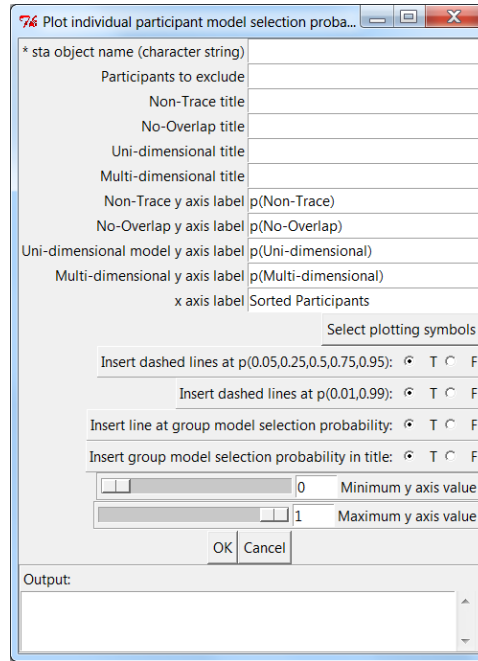 Plot individual participant model selection proba...
* sta object name (character string)
Participants to exclude
Non-Trace title
No-Overlap title
Uni-dimensional title
Multi-dimensional title
Non-Trace y axis label p(Non-Trace)
No-Overlap y axis label p(No-Overlap)
Uni-dimensional model y axis label p(Uni-dimensional)
Multi-dimensional y axis label p(Multi-dimensional)
x axis label Sorted Participants
Select plotting symbols
Insert dashed lines at p(0.05,0.25,0.5,0.75,0.95): T F
Insert dashed lines at p(0.01,0.99): T F
Insert line at group model selection probability: T F
Insert group model selection probability in title: T F
0 Minimum y axis value
1 Maximum y axis value
OK Cancel
Output: